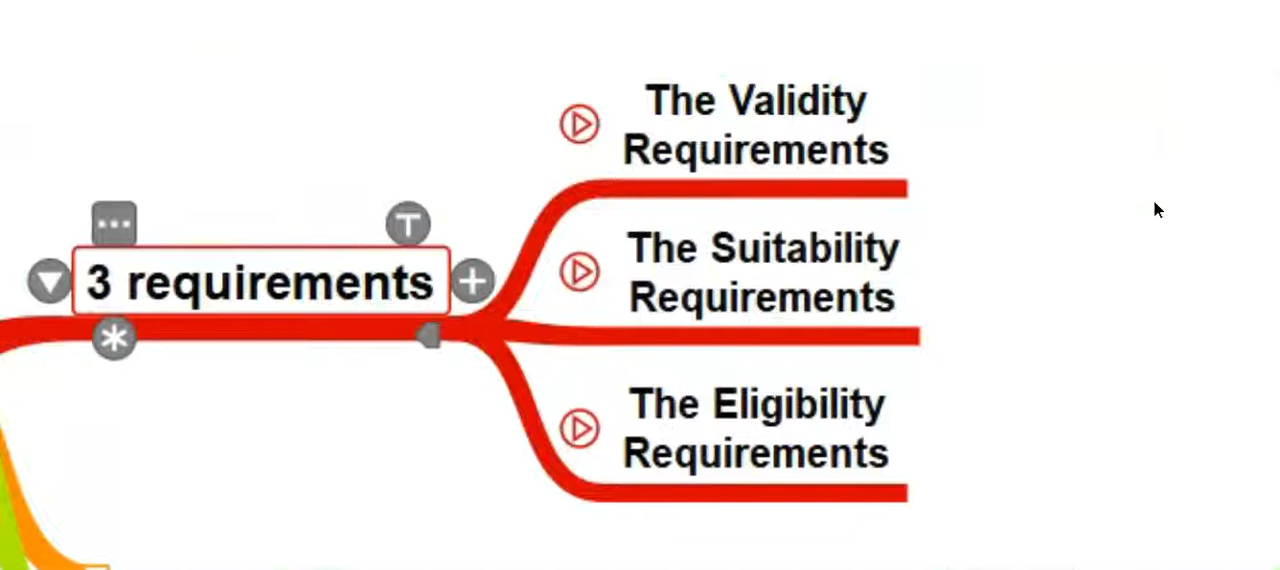 The Validity
Requirements
3 requirements
The Suitability
Requirements
The Eligibility
Requirements